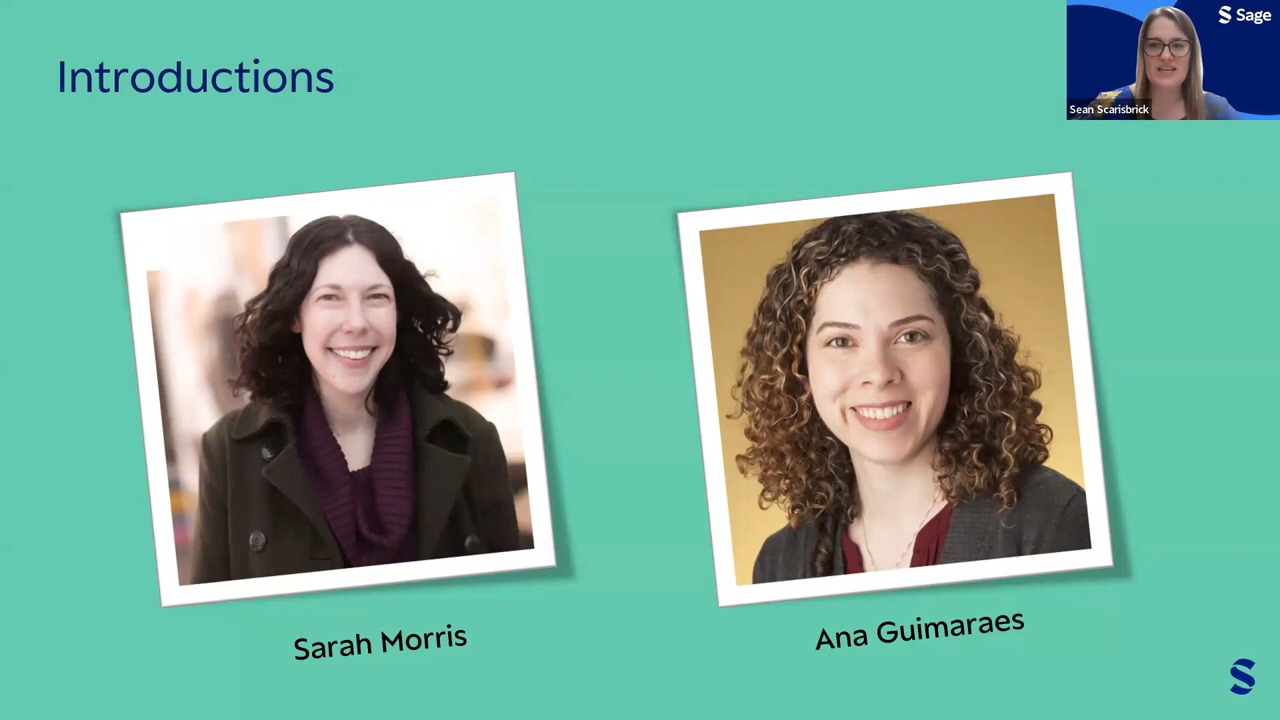 Introductions
Sage
Sean Scarisbrick
Sarah Morris
Ana Guimaraes